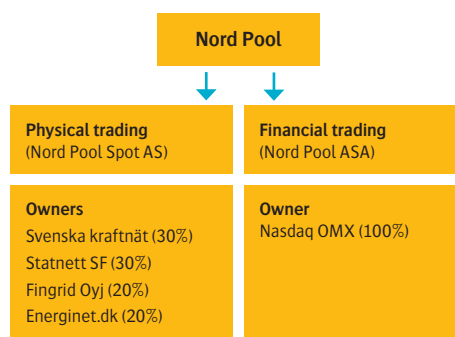 Nord Pool
Physical trading
(Nord Pool Spot AS)
Financial trading
(Nord Pool ASA)
Owners
Svenska kraftnät (30%)
Statnett SF (30%)
Fingrid Oyj (20%)
Energinet.dk (20%)
Owner
Nasdaq OMX (100%)